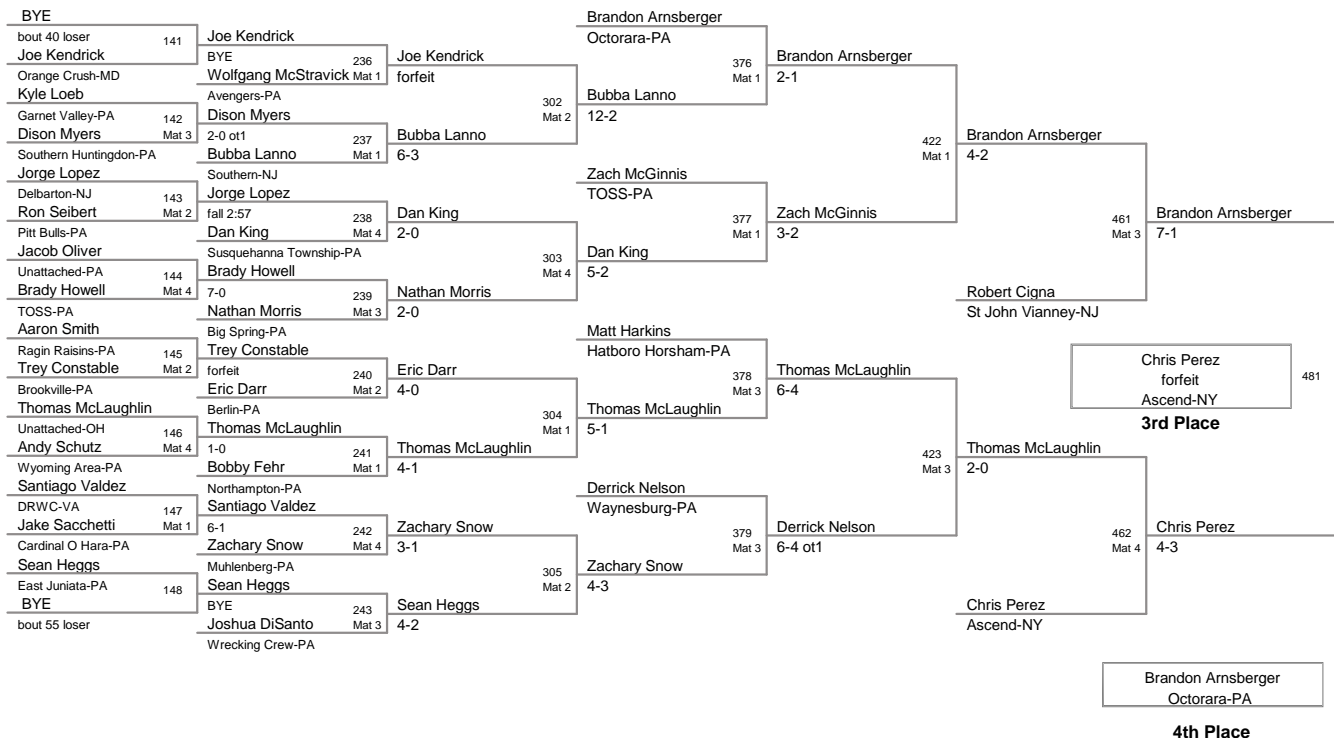 BYE
bout 40 loser
141
Joe Kendrick
Orange Crush-MD
Kyle Loeb
Garnet Valley-PA
142
Dison Myers
Mat 3
Southern Huntingdon-PA
Jorge Lopez
Delbarton-NJ
143
Ron Seibert
Mat 2
Pitt Bulls-PA
Jacob Oliver
Unattached-PA
144
Brady Howell
Mat 4
TOSS-PA
Aaron Smith
Ragin Raisins-PA
145
Trey Constable
Mat 2
Brookville-PA
Thomas McLaughlin
Unattached-OH
146
Andy Schutz
Mat 4
Wyoming Area-PA
Santiago Valdez
DRWC-VA
147
Jake Sacchetti
Mat 1
Cardinal O Hara-PA
Sean Heggs
East Juniata-PA
148
BYE
bout 55 loser
Joe Kendrick
BYE
236
Wolfgang McStravick
Mat 1
Avengers-PA
Dison Myers
2-0 ot1
237
Bubba Lanno
Mat 1
Southern-NJ
Jorge Lopez
fall 2:57
238
Dan King
Mat 4
Susquehanna Township-PA
Brady Howell
7-0
239
Nathan Morris
Mat 3
Big Spring-PA
Trey Constable
forfeit
240
Eric Darr
Mat 2
Berlin-PA
Thomas McLaughlin
1-0
241
Bobby Fehr
Mat 1
Northampton-PA
Santiago Valdez
6-1
242
Zachary Snow
Mat 4
Muhlenberg-PA
Sean Heggs
BYE
243
Joshua DiSanto
Mat 3
Wrecking Crew-PA
Joe Kendrick
forfeit
302
Mat 2
Bubba Lanno
6-3
Dan King
2-0
303
Mat 4
Nathan Morris
2-0
Eric Darr
4-0
304
Mat 1
Thomas McLaughlin
4-1
Zachary Snow
3-1
305
Mat 2
Sean Heggs
4-2
Brandon Arnsberger
Octorara-PA
376
Mat 1
Bubba Lanno
12-2
Zach McGinnis
TOSS-PA
377
Mat 1
Dan King
5-2
Matt Harkins
Hatboro Horsham-PA
378
Mat 3
Thomas McLaughlin
5-1
Derrick Nelson
Waynesburg-PA
379
Mat 3
Zachary Snow
4-3
Brandon Arnsberger
2-1
422
Mat 1
Zach McGinnis
3-2
Thomas McLaughlin
6-4
423
Mat 3
Derrick Nelson
6-4 ot1
Brandon Arnsberger
4-2
461
Mat 3
Robert Cigna
St John Vianney-NJ
Thomas McLaughlin
2-0
462
Mat 4
Chris Perez
Ascend-NY
Brandon Arnsberger
7-1
Chris Perez
forfeit
Ascend-NY
481
3rd Place
Chris Perez
4-3
Brandon Arnsberger
Octorara-PA
4th Place